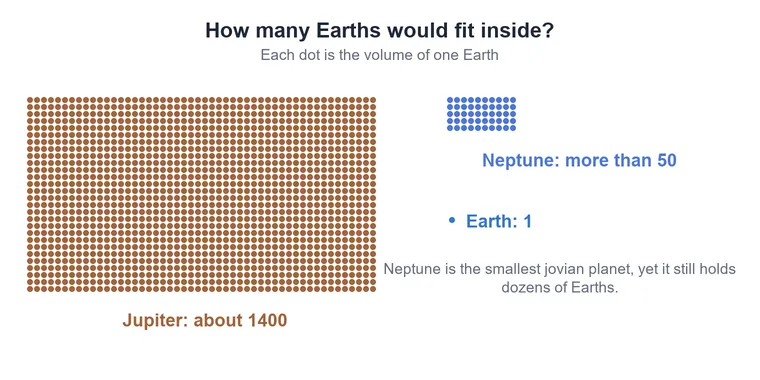 How many Earths would fit inside?
Each dot is the volume of one Earth
Neptune: more than 50
Earth: 1
Neptune is the smallest jovian planet, yet it still holds
dozens of Earths.
Jupiter: about 1400